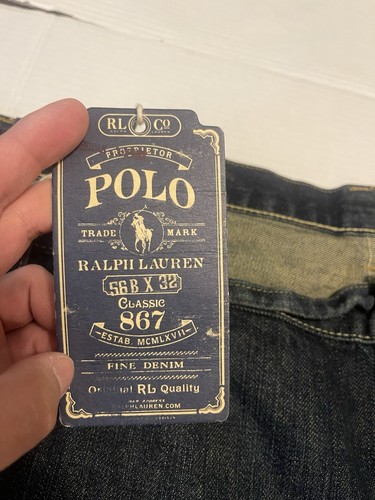 RL Co
PROPRIETOR
POLO
TRADE MARK
RALPH LAUREN
56B X 32
CLASSIC
867
ESTAB. MCMLXVII
FINE DENIM
Original RL Quality
RALPHLAUREN.COM